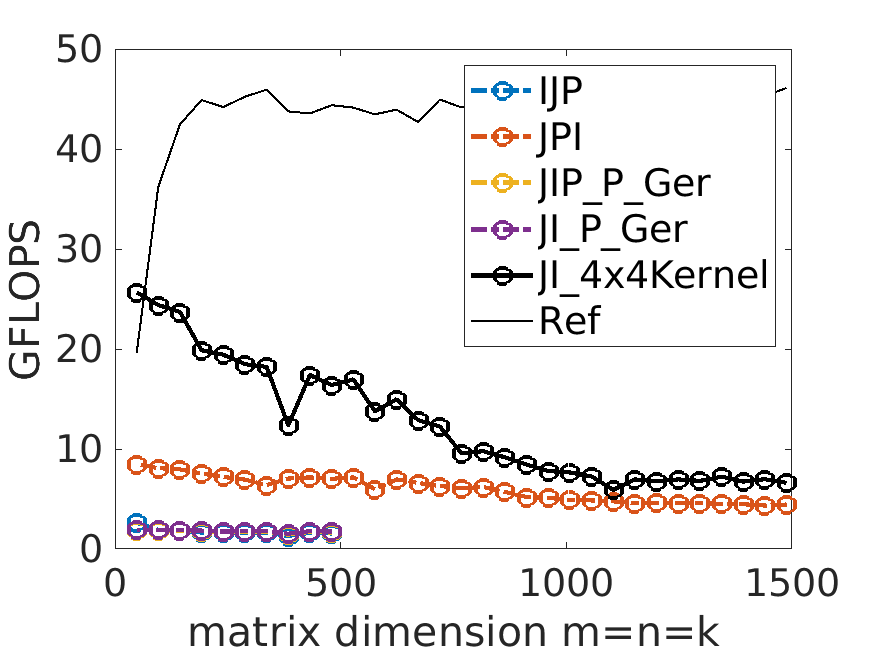 50
40
30
20
10
0
GFLOPS
IJP
JPI
JIP_P_Ger
JI_P_Ger
JI_4x4Kernel
Ref
0 500 1000 1500
matrix dimension m=n=k